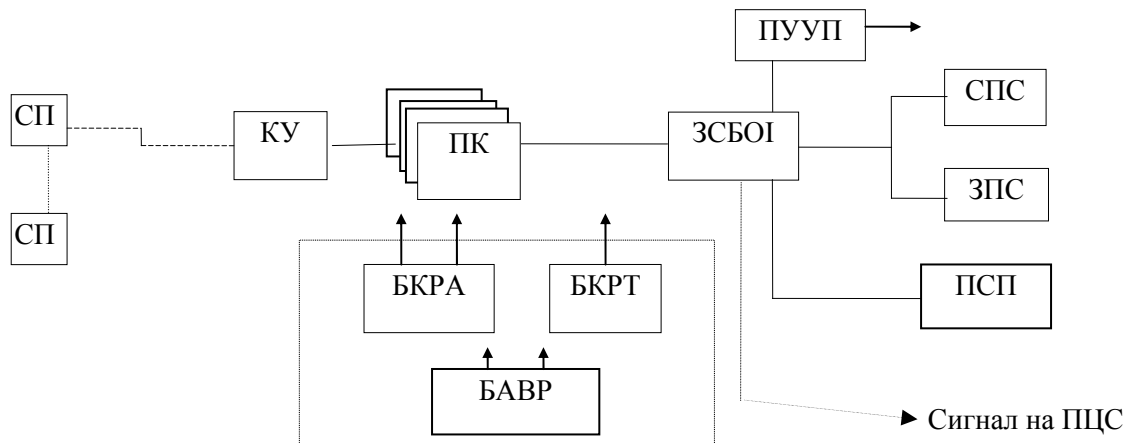 ПУУП
СП
КУ
ПК
ЗСБОІ
СПС
ЗПС
СП
БКРА
БКРТ
ПСП
БАВР
Сигнал на ПЦС